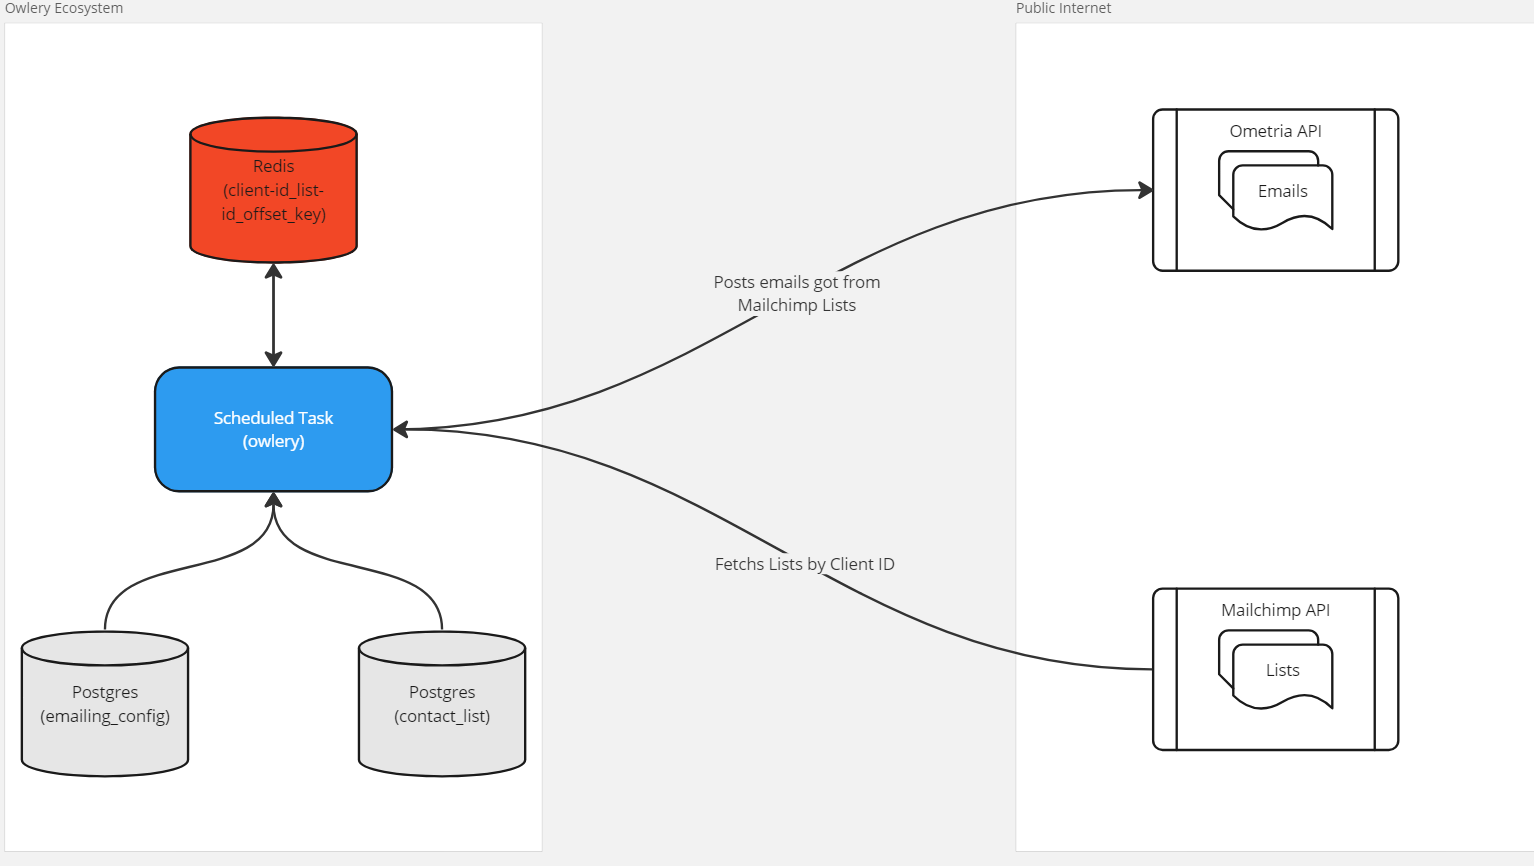 Owlery Ecosystem
Public Internet
Redis
(client-id_list-
id_offset_key)
Ometria API
Emails
Posts emails got from
Mailchimp Lists
Scheduled Task
(owlery)
Fetchs Lists by Client ID
Postgres
(emailing_config)
Postgres
(contact_list)
Mailchimp API
Lists